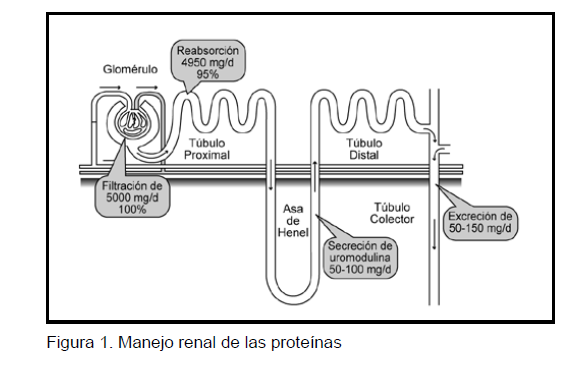 Reabsorción
4950 mg/d
95%
Glomérulo
Túbulo
Proximal
Túbulo
Distal
Filtración de
5000 mg/d
100%
Asa
de
Henel
Túbulo
Colector
Excreción de
50-150 mg/d
Secreción de
uromodulina
50-100 mg/d
Figura 1. Manejo renal de las proteínas